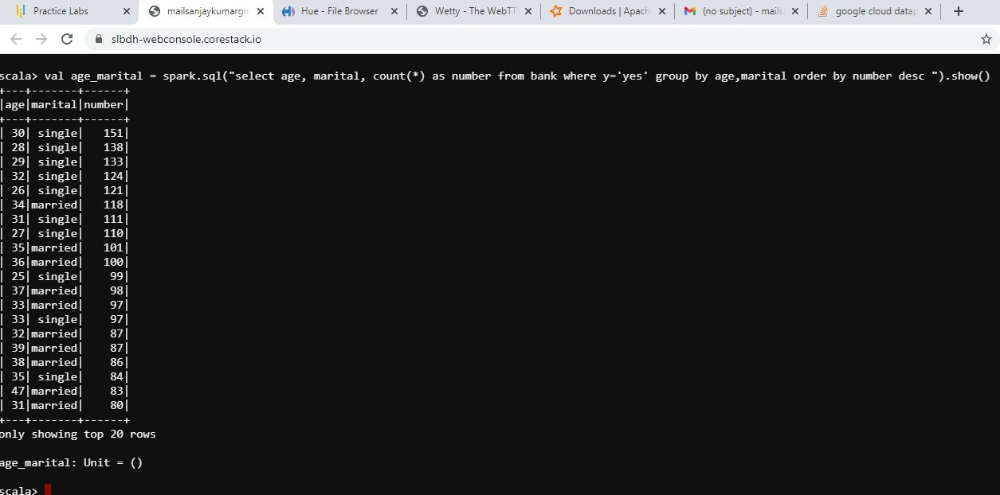 Practice Labs
mailsanjaykumargm
Hue - File Browser
Wetty - The WebTT
Downloads | Apach
(no subject) - mails
google cloud datap
slbdh-webconsole.corestack.io
scala> val age_marital = spark.sql("select age, marital, count(*) as number from bank where y='yes' group by age,marital order by number desc ").show()
+---+-------+------+
|age|marital|number|
+---+-------+------+
| 30| single|   151|
| 28| single|   138|
| 29| single|   133|
| 32| single|   124|
| 26| single|   121|
| 34|married|   118|
| 31| single|   111|
| 27| single|   110|
| 35|married|   101|
| 36|married|   100|
| 25| single|    99|
| 37|married|    98|
| 33|married|    97|
| 33| single|    97|
| 32|married|    87|
| 39|married|    87|
| 38|married|    86|
| 35| single|    84|
| 47|married|    83|
| 31|married|    80|
+---+-------+------+
only showing top 20 rows
age_marital: Unit = ()
scala>